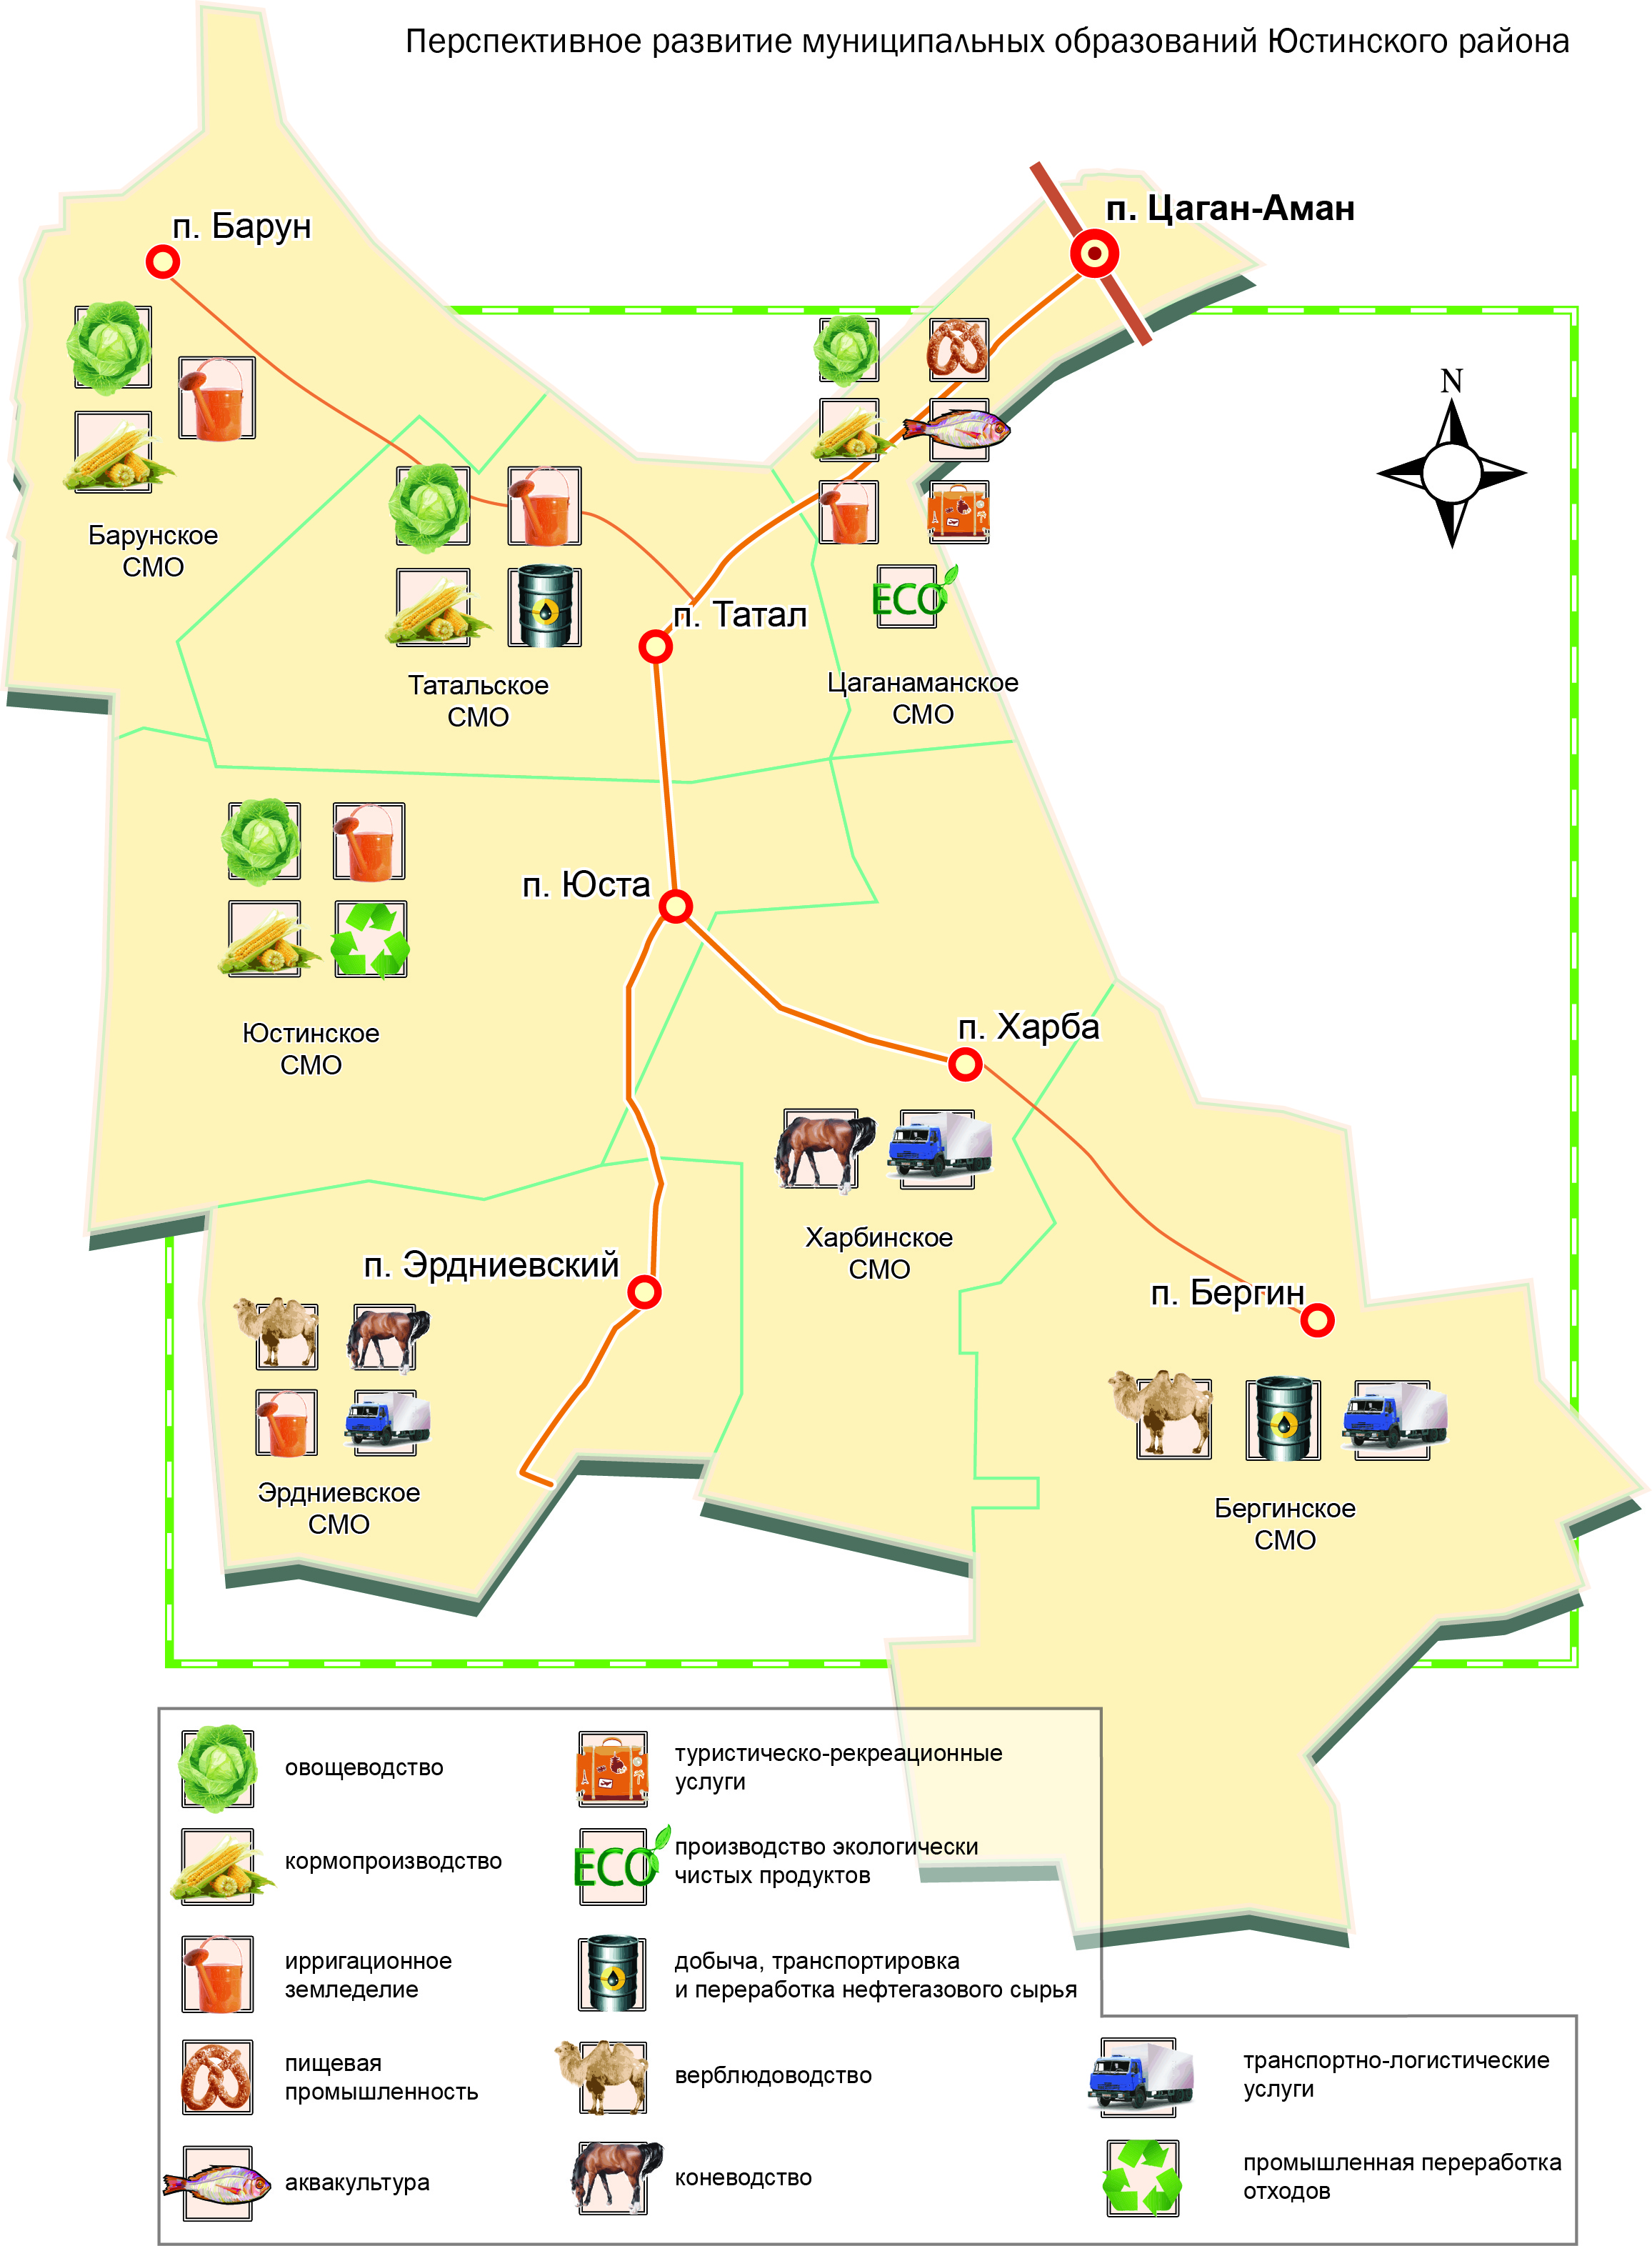 Перспективное развитие муниципальных образований Юстинского района
п. Цаган-Аман
п. Барун
N
Барунское
СМО
п. Татал
Татальское
СМО
ECO
Цаганаманское
СМО
п. Юста
Юстинское
СМО
п. Харба
Харбинское
СМО
п. Эрдниевский
п. Бергин
Эрдниевское
СМО
Бергинское
СМО
овощеводство
кормопроизводство
ирригационное
земледелие
пищевая
промышленность
аквакультура
туристическо-рекреационные
услуги
ECO
производство экологически
чистых продуктов
добыча, транспортировка
и переработка нефтегазового сырья
верблюдоводство
коневодство
транспортно-логистические
услуги
промышленная переработка
отходов